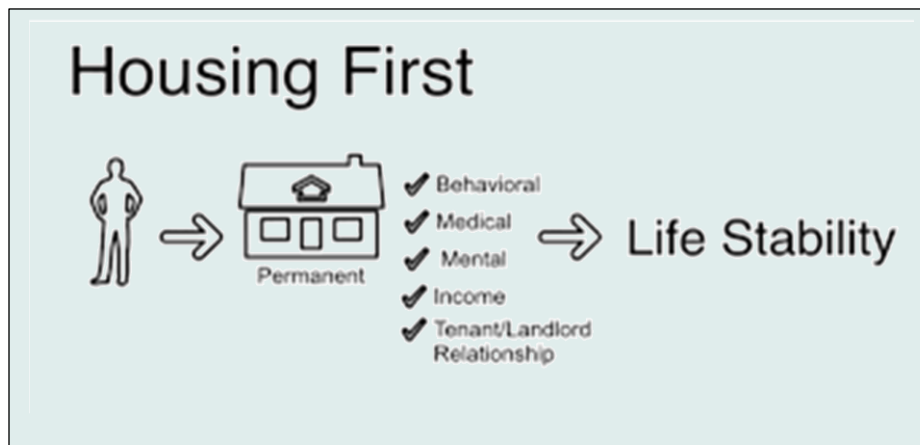 Housing First
Permanent
Behavioral
Medical
Mental
Income
Tenant/Landlord
Relationship
Life Stability